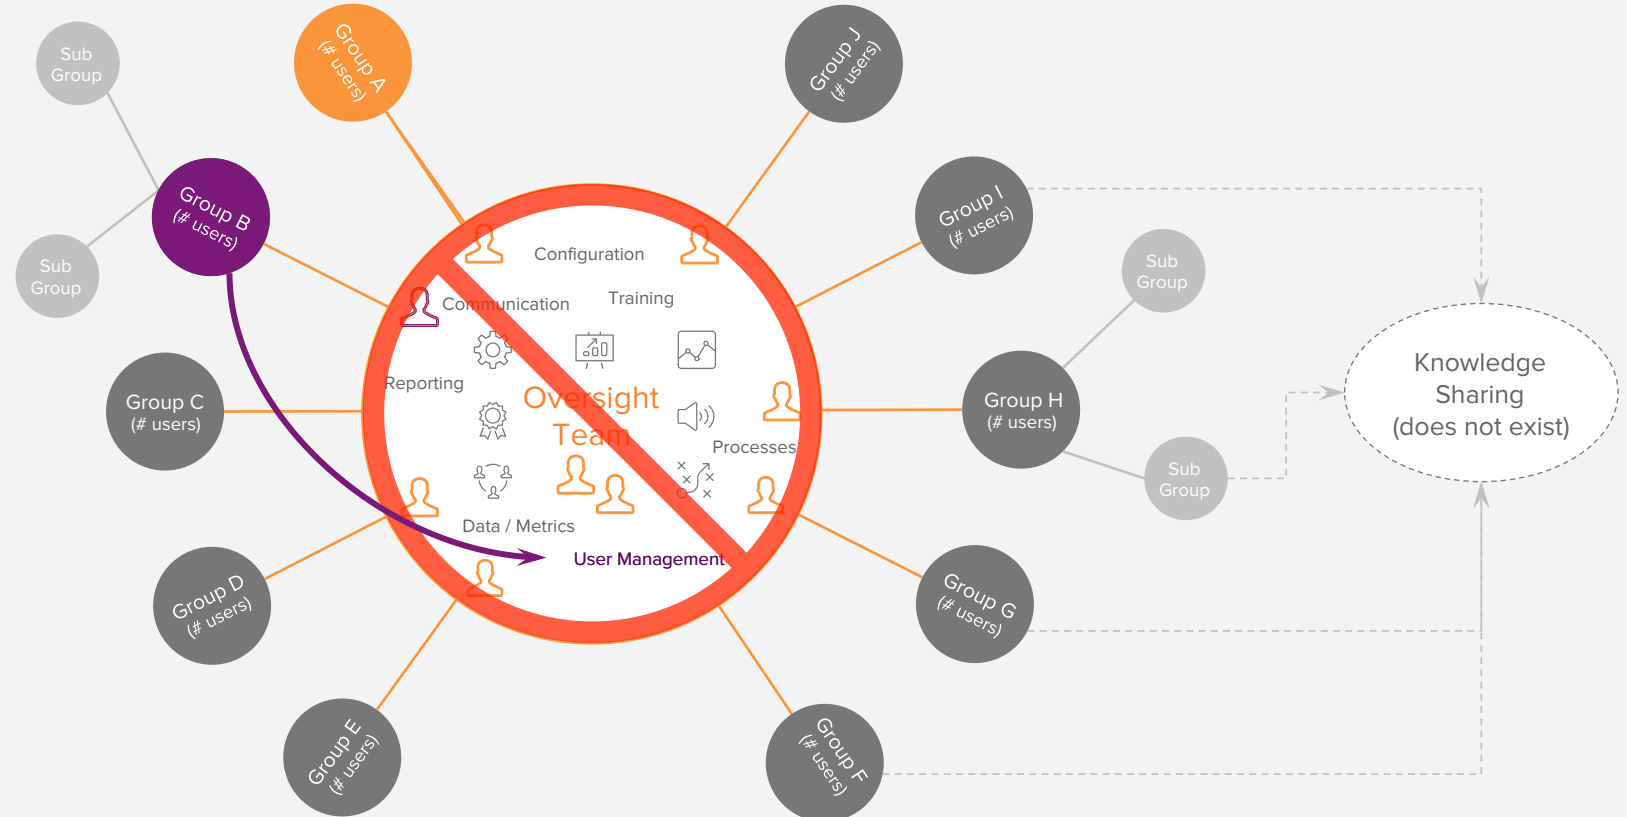 Sub
Group
Group A
(# users)
Group J
(# users)
Group B
(# users)
Group I
(# users)
Sub
Group
Sub
Group
Configuration
Communication
Training
Reporting
Group C
(# users)
Oversight
Team
Processes
Group H
(# users)
Knowledge
Sharing
(does not exist)
Sub
Group
Data / Metrics
User Management
Group D
(# users)
Group G
(# users)
Group E
(# users)
Group F
(# users)